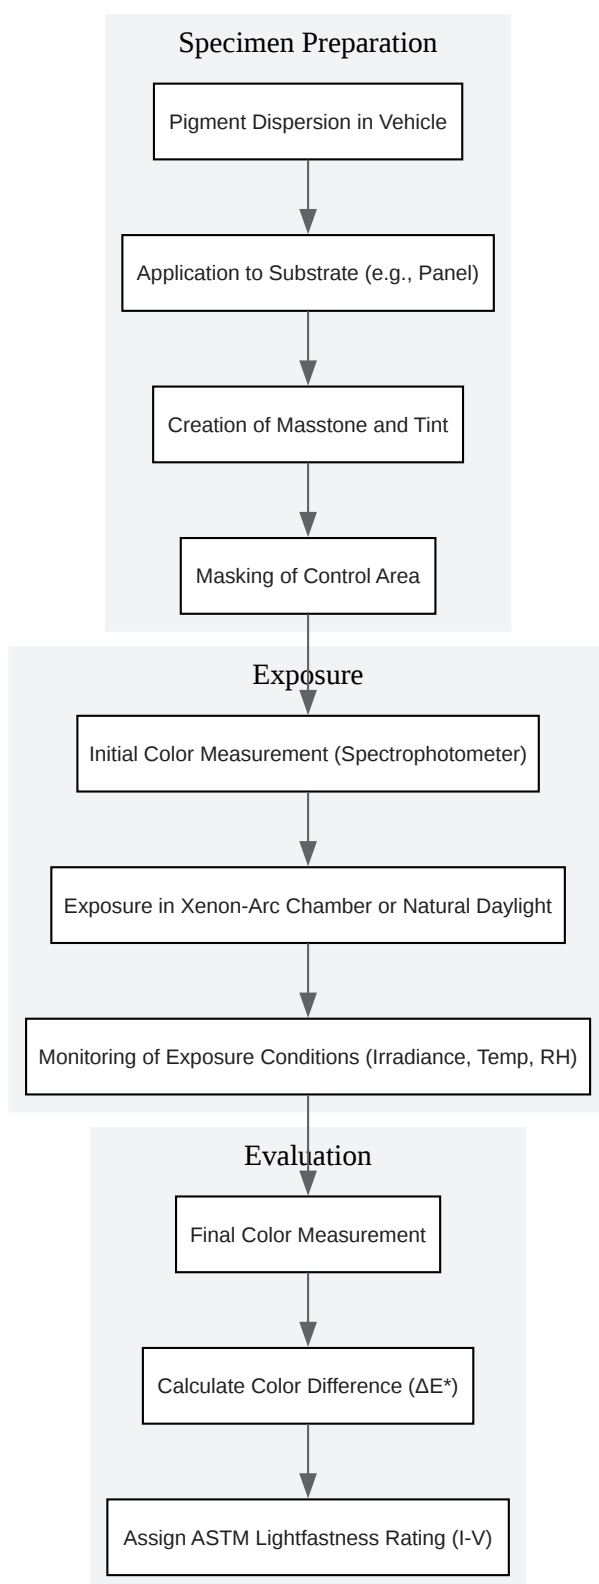 Specimen Preparation
Pigment Dispersion in Vehicle
Application to Substrate (e.g., Panel)
Creation of Masstone and Tint
Masking of Control Area
Exposure
Initial Color Measurement (Spectrophotometer)
Exposure in Xenon-Arc Chamber or Natural Daylight
Monitoring of Exposure Conditions (Irradiance, Temp, RH)
Evaluation
Final Color Measurement
Calculate Color Difference (ΔE*)
Assign ASTM Lightfastness Rating (I-V)